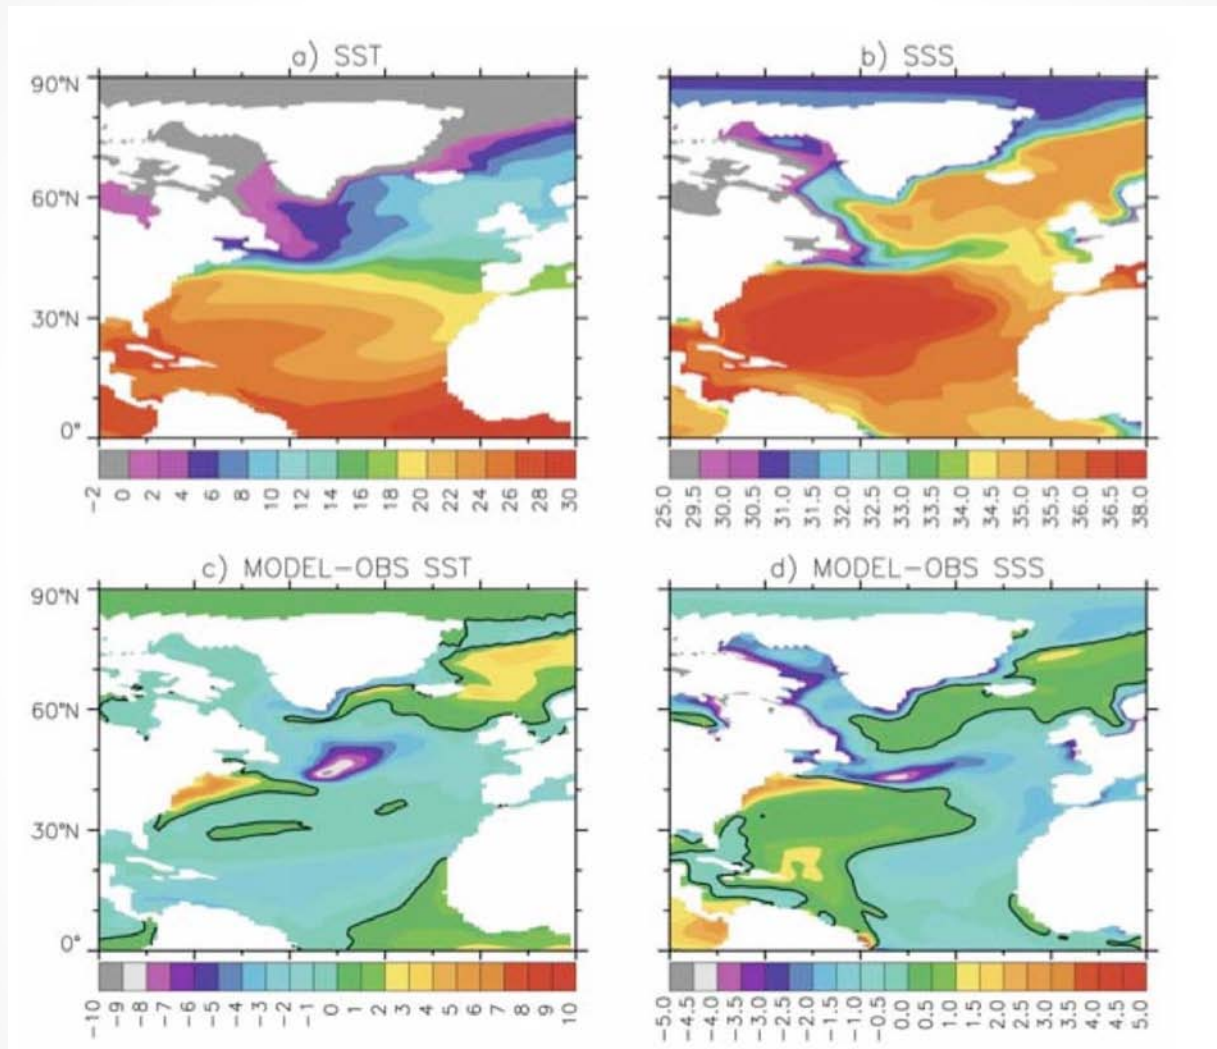 a) SST
90°N
60°N
30°N
0°
-2 0 2 4 6 8 10 12 14 16 18 20 22 24 26 28 30
b) SSS
25.0 29.5 30.0 30.5 31.0 31.5 32.0 32.5 33.0 33.5 34.0 34.5 35.0 35.5 36.0 36.5 38.0
c) MODEL-OBS SST
90°N
60°N
30°N
0°
-10 -9 -8 -7 -6 -5 -4 -3 -2 -1 0 1 2 3 4 5 6 7 8 9 10
d) MODEL-OBS SSS
-5.0 -4.5 -4.0 -3.5 -3.0 -2.5 -2.0 -1.5 -1.0 -0.5 0.0 0.5 1.0 1.5 2.0 2.5 3.0 3.5 4.0 4.5 5.0